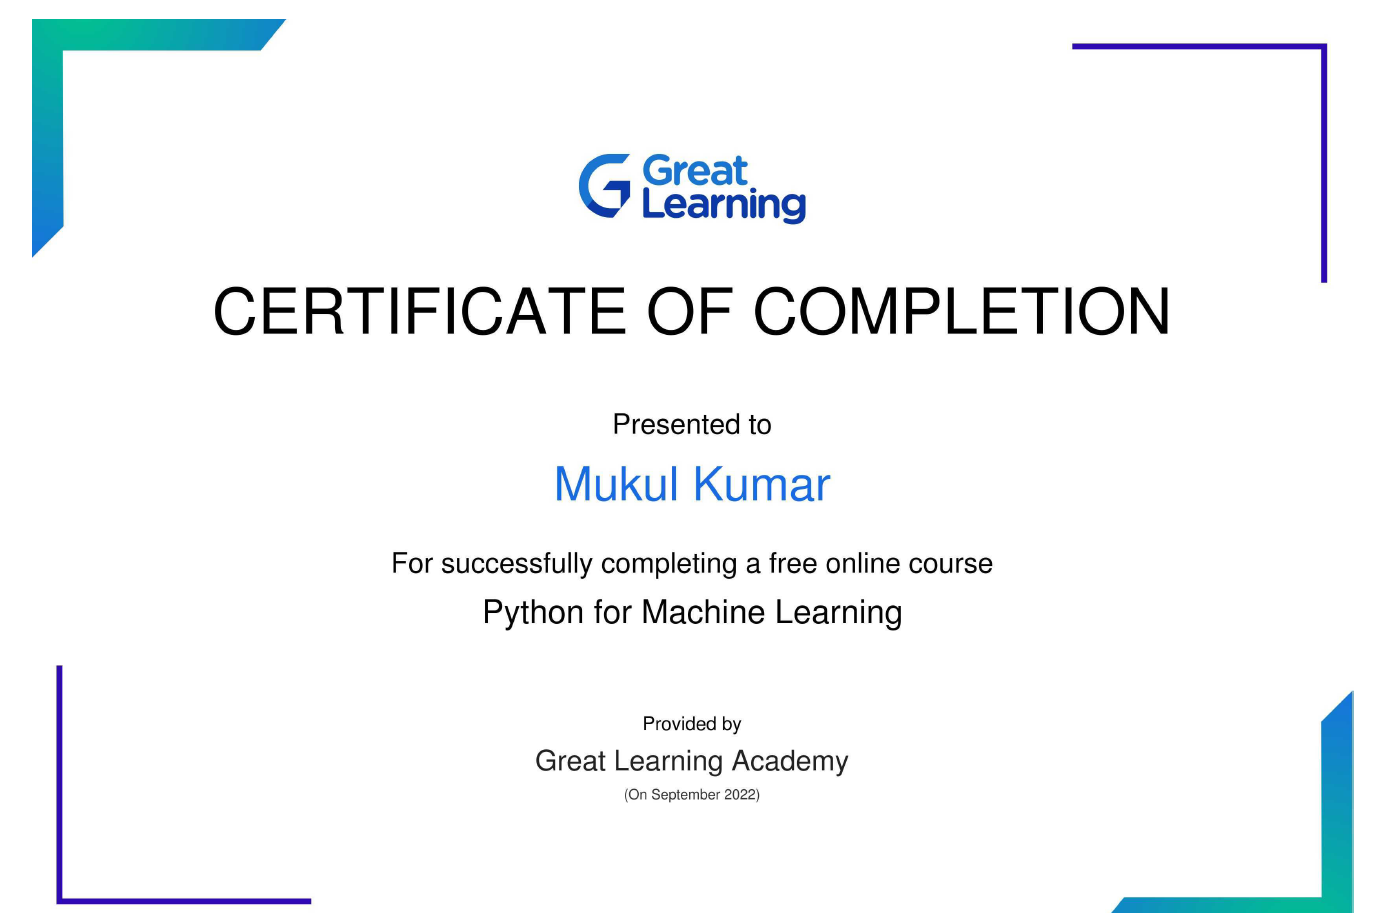 Great
Learning
CERTIFICATE OF COMPLETION
Presented to
Mukul Kumar
For successfully completing a free online course
Python for Machine Learning
Provided by
Great Learning Academy
(On September 2022)